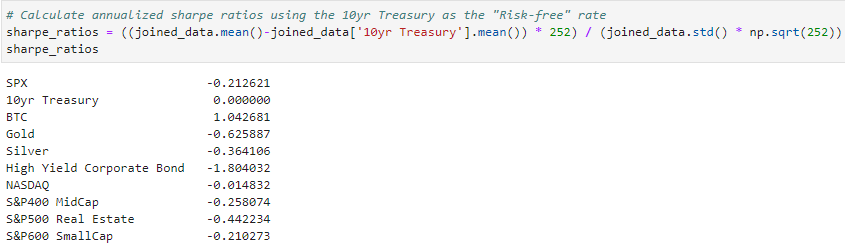 # Calculate annualized sharpe ratios using the 10yr Treasury as the "Risk-free" rate
sharpe_ratios = ((joined_data.mean()-joined_data['10yr Treasury'].mean()) * 252) / (joined_data.std() * np.sqrt(252))
sharpe_ratios
SPX -0.212621
10yr Treasury 0.000000
BTC 1.042681
Gold -0.625887
Silver -0.364106
High Yield Corporate Bond -1.804032
NASDAQ -0.014832
S&P400 MidCap -0.258074
S&P500 Real Estate -0.442234
S&P600 SmallCap -0.210273